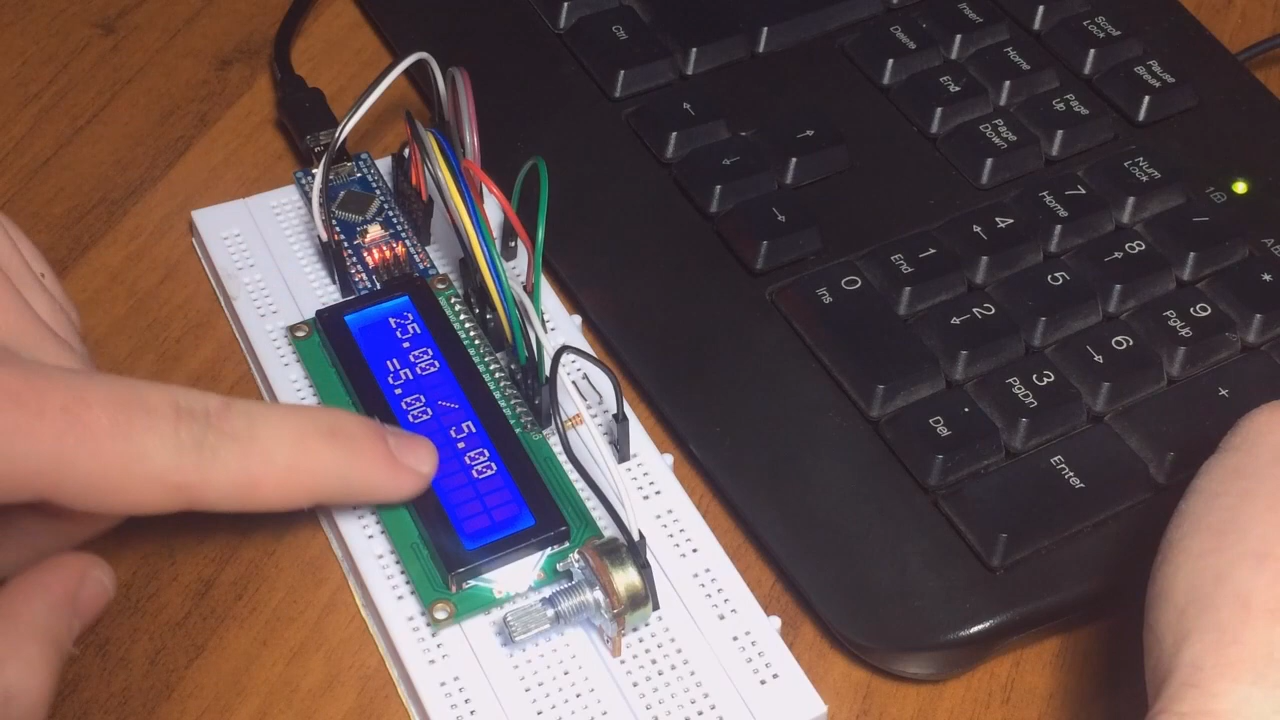 25.00 / 5.00
=5.00
Ctrl
Delete
Insert
Scroll
Lock
End
Home
Pause
Break
Page
Down
Page
Up
←
↑
↓
→
Num
Lock
7
Home
/
4
←
8
↑
*
1
End
5
9
PgUp
0
Ins
2
↓
6
→
+
3
PgDn
.
Del
Enter